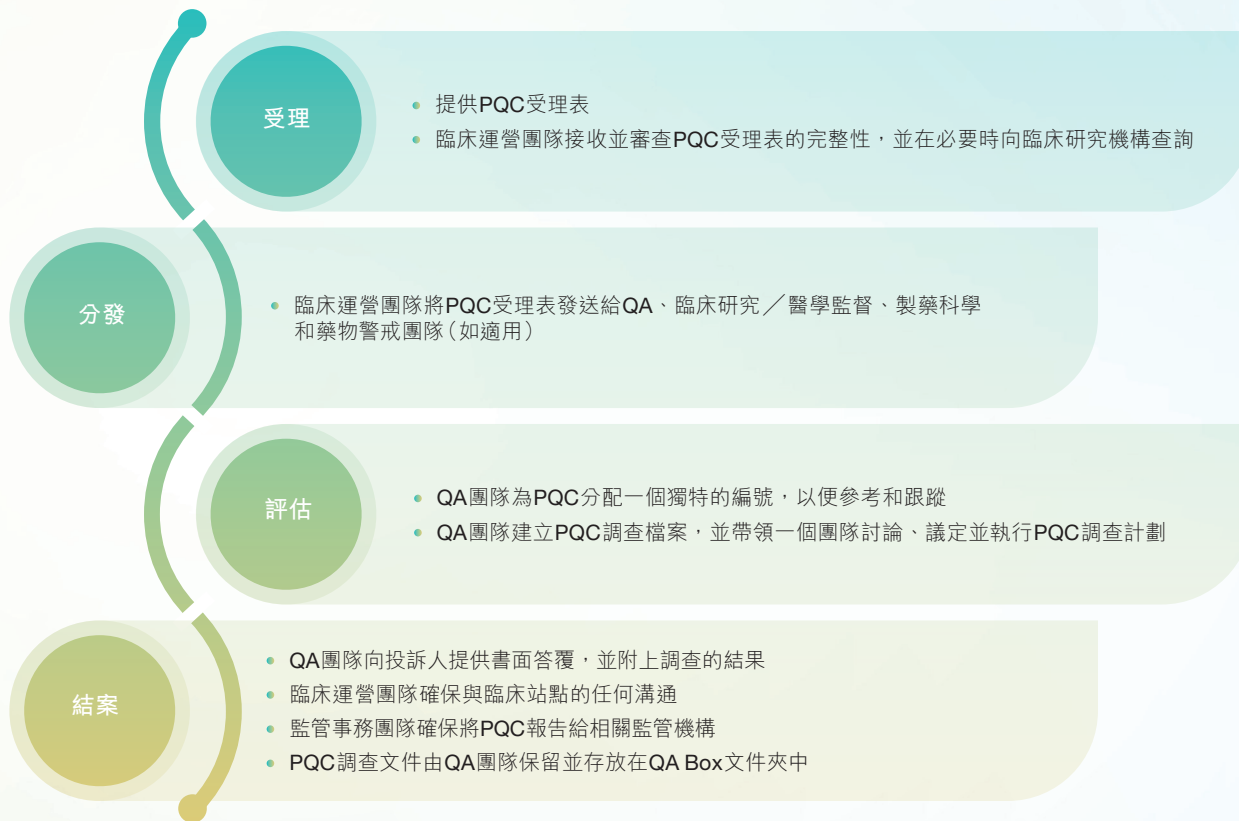 受理
提供PQC受理表
臨床運營團隊接收並審查PQC受理表的完整性，並在必要時向臨床研究機構查詢
分發
臨床運營團隊將PQC受理表發送給QA、臨床研究／醫學監督、製藥科學
和藥物警戒團隊（如適用）
評估
QA團隊為PQC分配一個獨特的編號，以便參考和跟蹤
QA團隊建立PQC調查檔案，並帶領一個團隊討論、議定並執行PQC調查計劃
結案
QA團隊向投訴人提供書面答覆，並附上調查的結果
臨床運營團隊確保與臨床站點的任何溝通
監管事務團隊確保將PQC報告給相關監管機構
PQC調查文件由QA團隊保留並存放在QA Box文件夾中